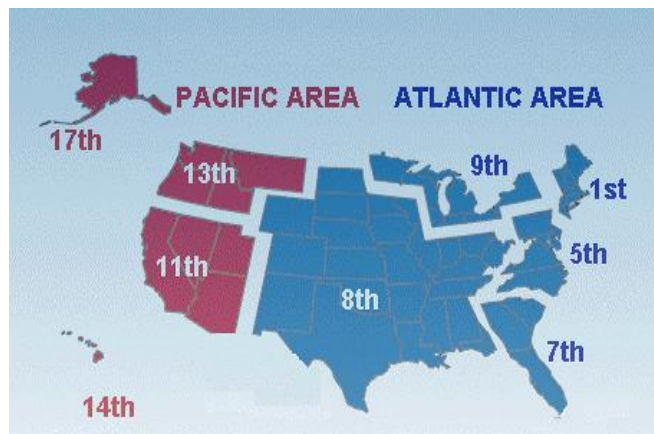 PACIFIC AREA ATLANTIC AREA
17th
13th
9th
1st
11th
5th
8th
7th
14th